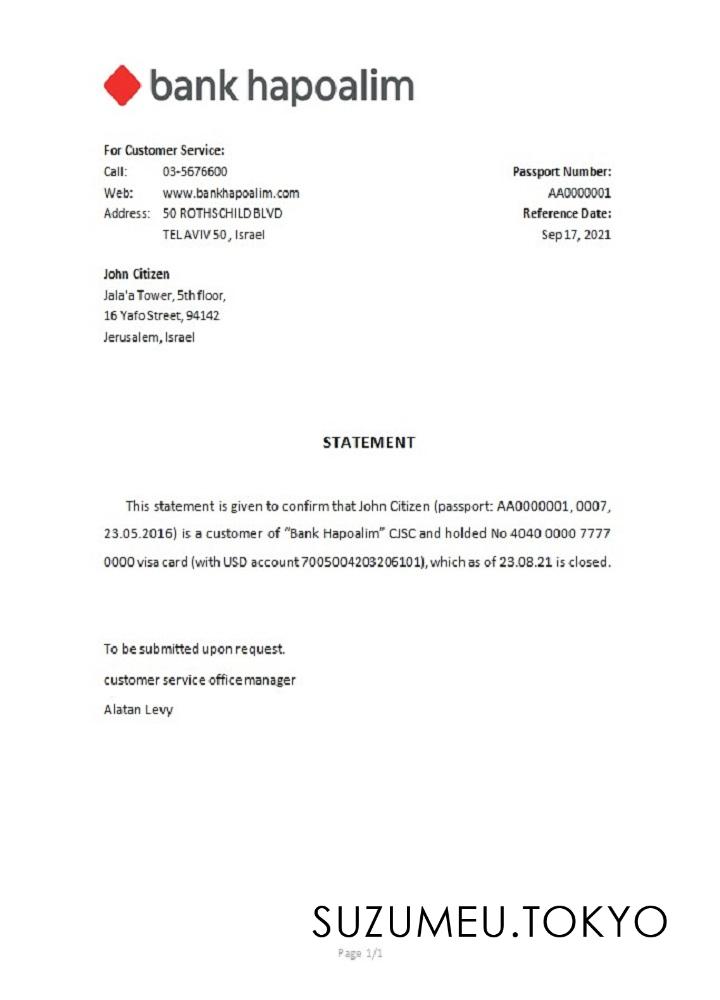 bank hapoalim
For Customer Service:
Call: 03-5676600
Web: www.bankhapoalim.com
Address: 50 ROTHSCHILD BLVD
TEL AVIV 50, Israel
Passport Number:
AA0000001
Reference Date:
Sep 17, 2021
John Citizen
Jala'a Tower, 5th floor,
16 Yafo Street, 94142
Jerusalem, Israel
STATEMENT
This statement is given to confirm that John Citizen (passport: AA0000001, 0007,
23.05.2016) is a customer of "Bank Hapoalim" CJSC and holded No 4040 0000 7777
0000 visa card (with USD account 7005004203206101), which as of 23.08.21 is closed.
To be submitted upon request.
customer service office manager
Alatan Levy
SUZUMEU.TOKYO
Page 1/1